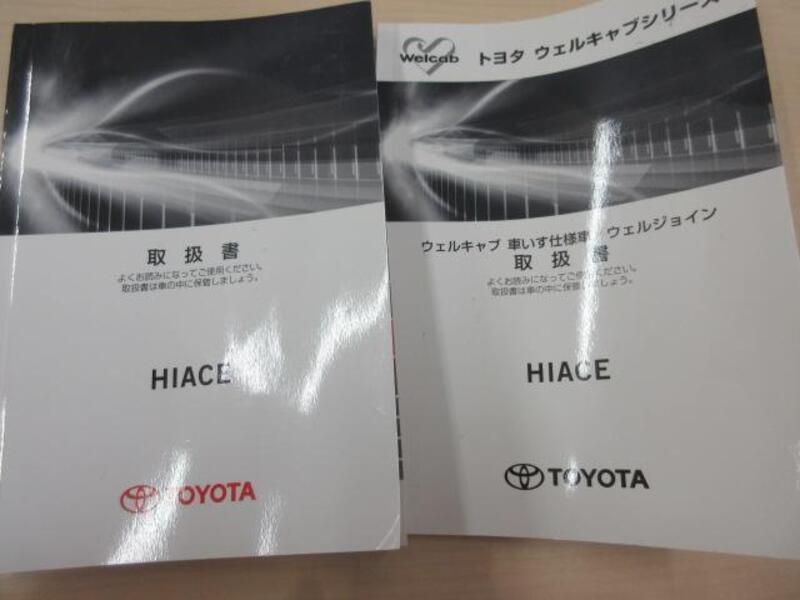 取扱書
よくお読みになってご使用ください。
取扱書は車の中に保管しましょう。
HIACE
TOYOTA
Welcab
トヨタ ウェルキャブシリーズ
ウェルキャブ 車いす仕様車 ウェルジョイン
取扱書
よくお読みになってご使用ください。
取扱書は車の中に保管しましょう。
HIACE
TOYOTA